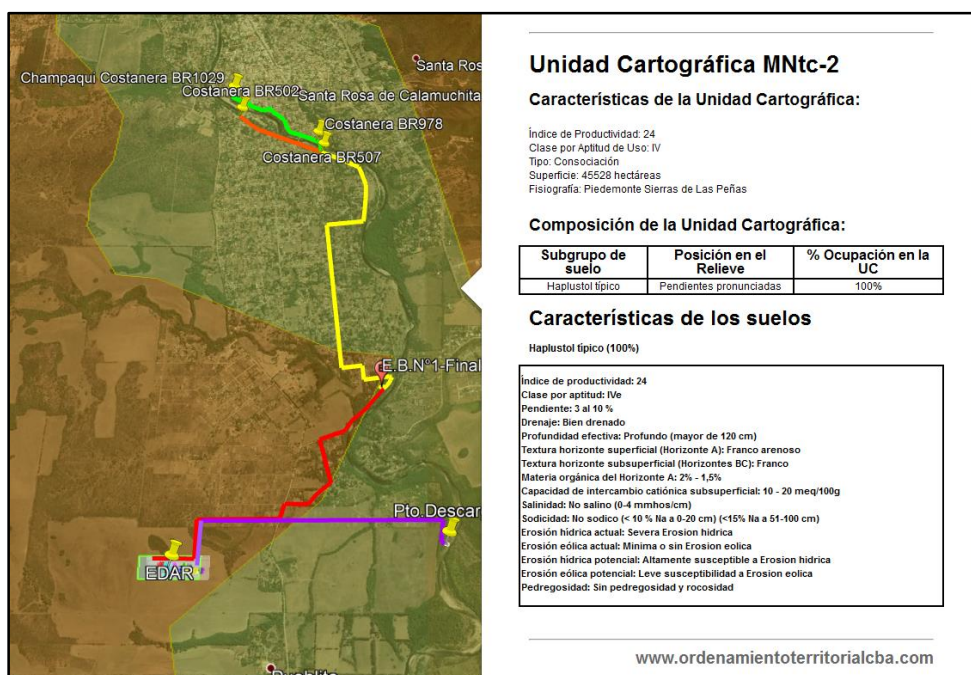 Santa Ros
Champaqui Costanera BR1029
Costanera BR502
Santa Rosa de Calamuchita
Costanera BR978
Costanera BR507
E.B.N°1-Final
Pto.Descar
EDAR
Unidad Cartográfica MNtc-2
Características de la Unidad Cartográfica:
Índice de Productividad: 24
Clase por Aptitud de Uso: IV
Tipo: Consociación
Superficie: 45528 hectáreas
Fisiografía: Piedemonte Sierras de Las Peñas
Composición de la Unidad Cartográfica:
Subgrupo de suelo Posición en el Relieve % Ocupación en la UC
Haplustol típico Pendientes pronunciadas 100%
Características de los suelos
Haplustol típico (100%)
Índice de productividad: 24
Clase por aptitud: IVe
Pendiente: 3 al 10 %
Drenaje: Bien drenado
Profundidad efectiva: Profundo (mayor de 120 cm)
Textura horizonte superficial (Horizonte A): Franco arenoso
Textura horizonte subsuperficial (Horizontes BC): Franco
Materia orgánica del Horizonte A: 2% - 1,5%
Capacidad de intercambio catiónica subsuperficial: 10 - 20 meq/100g
Salinidad: No salino (0-4 mmhos/cm)
Sodicidad: No sodico (< 10 % Na a 0-20 cm) (<15% Na a 51-100 cm)
Erosión hídrica actual: Severa Erosion hidrica
Erosión eólica actual: Minima o sin Erosion eolica
Erosión hídrica potencial: Altamente susceptible a Erosion hidrica
Erosión eólica potencial: Leve susceptibilidad a Erosion eolica
Pedregosidad: Sin pedregosidad y rocosidad
www.ordenamientoterritorialcba.com